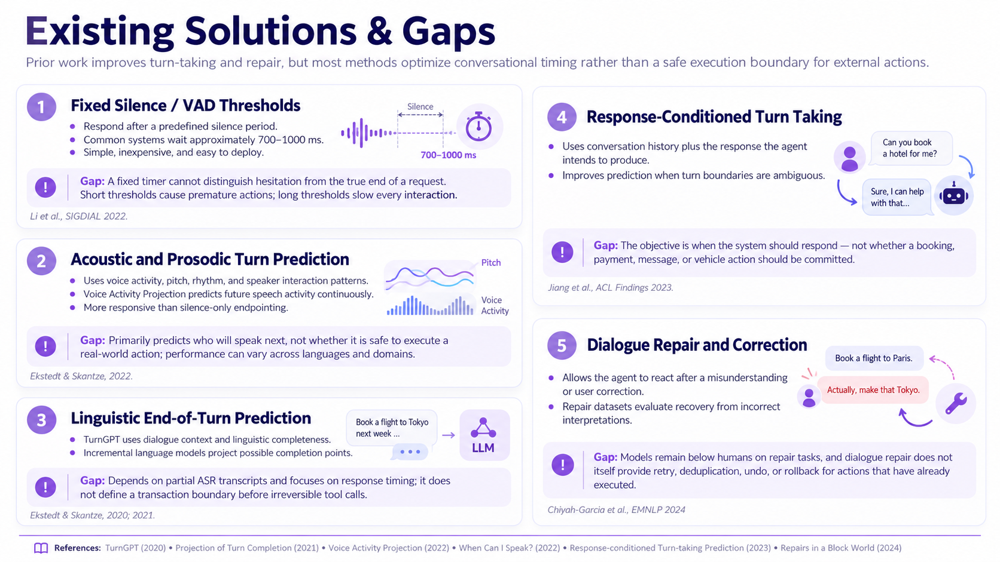 Existing Solutions & Gaps
Prior work improves turn-taking and repair, but most methods optimize conversational timing rather than a safe execution boundary for external actions.
1
Fixed Silence / VAD Thresholds
• Respond after a predefined silence period.
• Common systems wait approximately 700–1000 ms.
• Simple, inexpensive, and easy to deploy.
Silence
700–1000 ms
! Gap: A fixed timer cannot distinguish hesitation from the true end of a request.
Short thresholds cause premature actions; long thresholds slow every interaction.
Li et al., SIGDIAL 2022.
2
Acoustic and Prosodic Turn Prediction
• Uses voice activity, pitch, rhythm, and speaker interaction patterns.
• Voice Activity Projection predicts future speech activity continuously.
• More responsive than silence-only endpointing.
Pitch
Voice
Activity
! Gap: Primarily predicts who will speak next, not whether it is safe to execute a
real-world action; performance can vary across languages and domains.
Ekstedt & Skantze, 2022.
3
Linguistic End-of-Turn Prediction
• TurnGPT uses dialogue context and linguistic completeness.
• Incremental language models project possible completion points.
Book a flight to Tokyo
next week ...
LLM
! Gap: Depends on partial ASR transcripts and focuses on response timing; it does
not define a transaction boundary before irreversible tool calls.
Ekstedt & Skantze, 2020; 2021.
4
Response-Conditioned Turn Taking
• Uses conversation history plus the response the agent
intends to produce.
• Improves prediction when turn boundaries are ambiguous.
Can you book
a hotel for me?
Sure, I can help
with that...
! Gap: The objective is when the system should respond — not whether a booking,
payment, message, or vehicle action should be committed.
Jiang et al., ACL Findings 2023.
5
Dialogue Repair and Correction
• Allows the agent to react after a misunderstanding
or user correction.
• Repair datasets evaluate recovery from incorrect
interpretations.
Book a flight to Paris.
Actually, make that Tokyo.
! Gap: Models remain below humans on repair tasks, and dialogue repair does not
itself provide retry, deduplication, undo, or rollback for actions that have already
executed.
Chiyah-Garcia et al., EMNLP 2024
References: TurnGPT (2020) • Projection of Turn Completion (2021) • Voice Activity Projection (2022) • When Can I Speak? (2022) • Response-conditioned Turn-taking Prediction (2023) • Repairs in a Block World (2024)